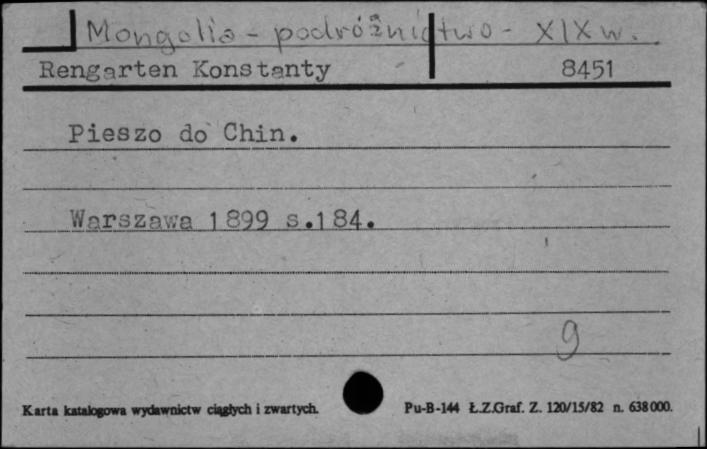 Mongolia - podróżnictwo - XIX w.
Rengarten Konstanty 8451
Pieszo do Chin.
Warszawa 1899 s.184.
9
Karta katalogowa wydawnictw ciągłych i zwartych. Pu-B-144 Ł.Z.Graf. Z. 120/15/82 n. 638000.